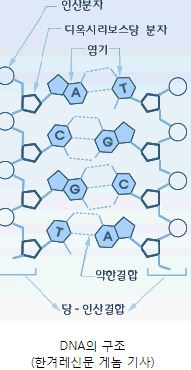 인산분자
디옥시리보스당 분자
염기
A T
C G
G C
T A
약한결합
당-인산결합
DNA의 구조
(한겨레신문 게놈 기사)